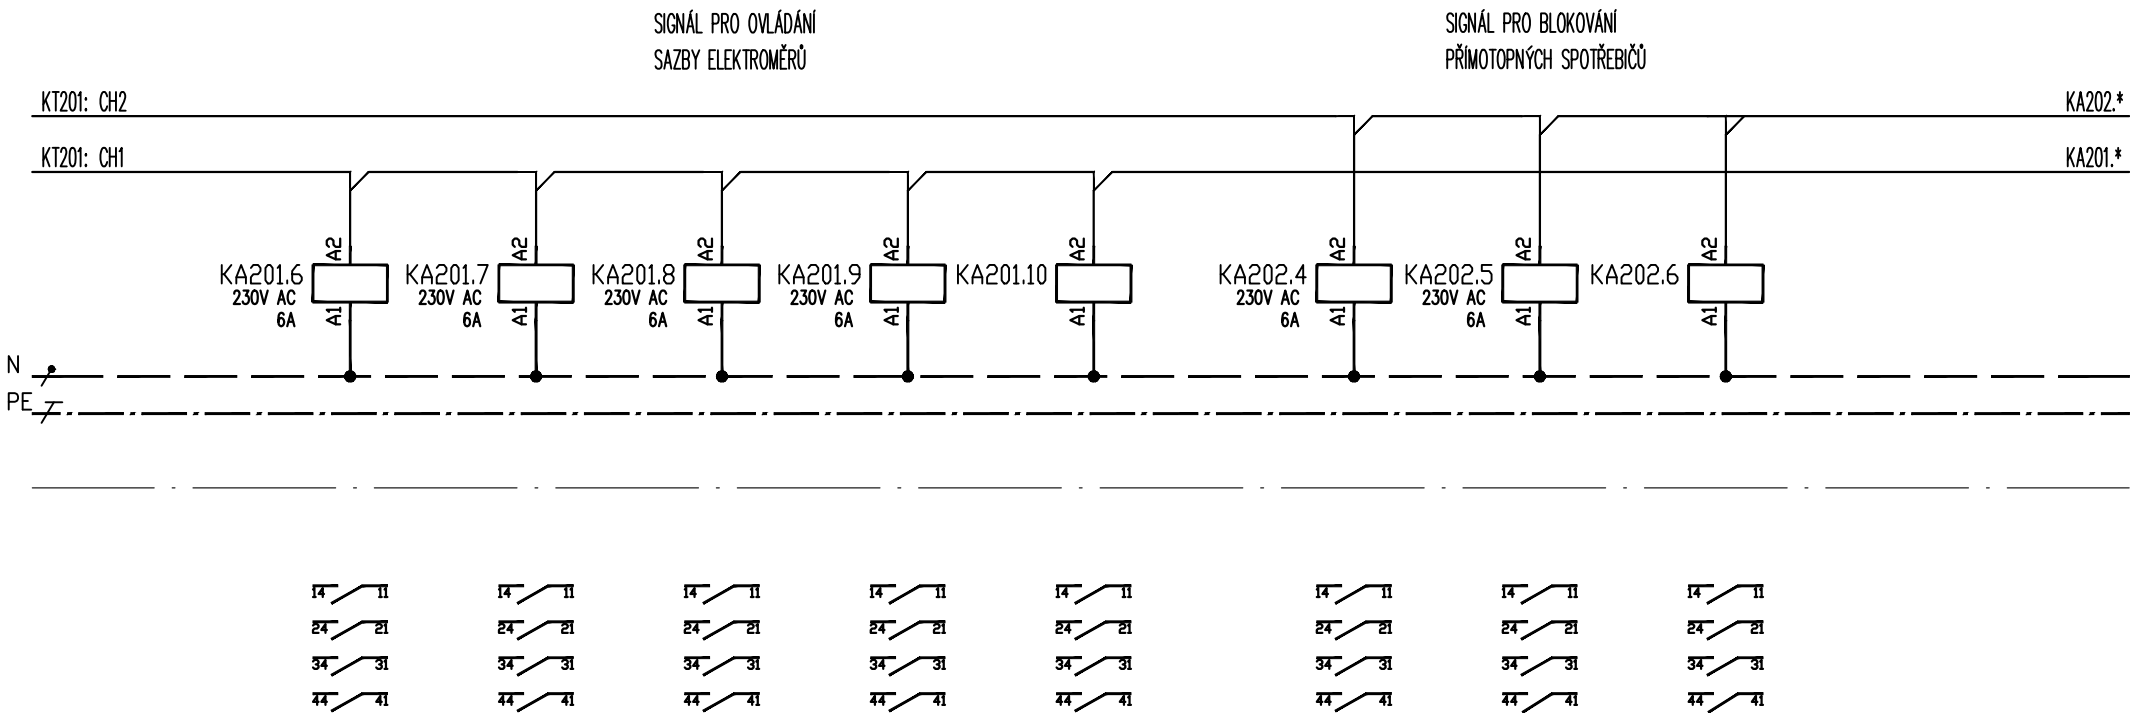 SIGNÁL PRO OVLÁDÁNÍ
SAZBY ELEKTROMĚRŮ
SIGNÁL PRO BLOKOVÁNÍ
PŘÍMOTOPNÝCH SPOTŘEBIČŮ
KT201: CH2
KA202.*
KT201: CH1
KA201.*
A2 A2 A2 A2 A2 A2 A2 A2
KA201.6 KA201.7 KA201.8 KA201.9 KA201.10 KA202.4 KA202.5 KA202.6
230V AC 230V AC 230V AC 230V AC 230V AC 230V AC
6A 6A 6A 6A 6A 6A
A1 A1 A1 A1 A1 A1 A1 A1
N
PE
14 11 14 11 14 11 14 11 14 11 14 11 14 11 14 11
24 21 24 21 24 21 24 21 24 21 24 21 24 21 24 21
34 31 34 31 34 31 34 31 34 31 34 31 34 31 34 31
44 41 44 41 44 41 44 41 44 41 44 41 44 41 44 41